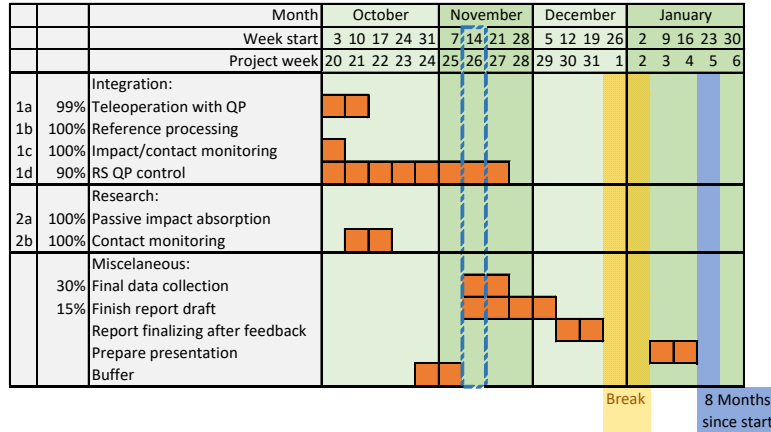 Month October November December January
Week start 3 10 17 24 31 7 14 21 28 5 12 19 26 2 9 16 23 30
Project week 20 21 22 23 24 25 26 27 28 29 30 31 1 2 3 4 5 6
Integration:
1a 99% Teleoperation with QP
1b 100% Reference processing
1c 100% Impact/contact monitoring
1d 90% RS QP control
Research:
2a 100% Passive impact absorption
2b 100% Contact monitoring
Miscellaneous:
30% Final data collection
15% Finish report draft
Report finalizing after feedback
Prepare presentation
Buffer
Break 8 Months
since start